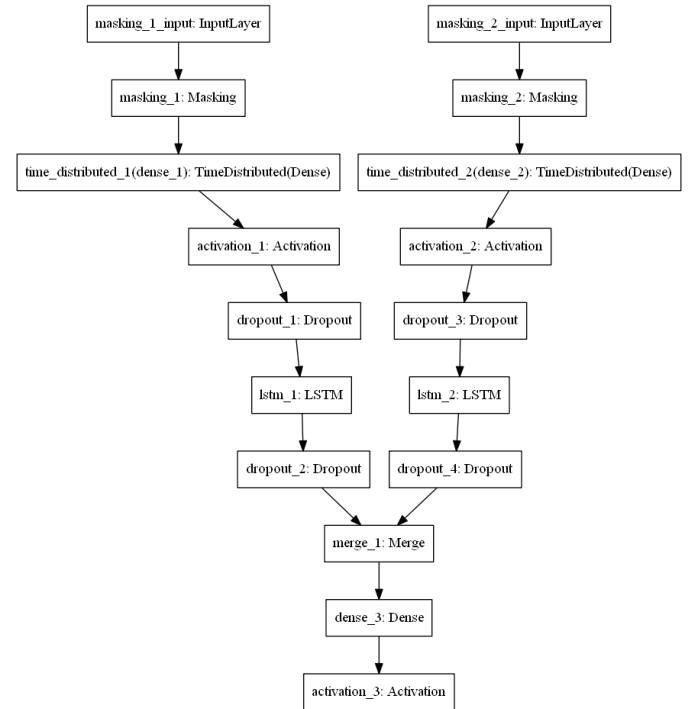 masking_1_input: InputLayer
masking_2_input: InputLayer
masking_1: Masking
masking_2: Masking
time_distributed_1(dense_1): TimeDistributed(Dense)
time_distributed_2(dense_2): TimeDistributed(Dense)
activation_1: Activation
activation_2: Activation
dropout_1: Dropout
dropout_3: Dropout
lstm_1: LSTM
lstm_2: LSTM
dropout_2: Dropout
dropout_4: Dropout
merge_1: Merge
dense_3: Dense
activation_3: Activation